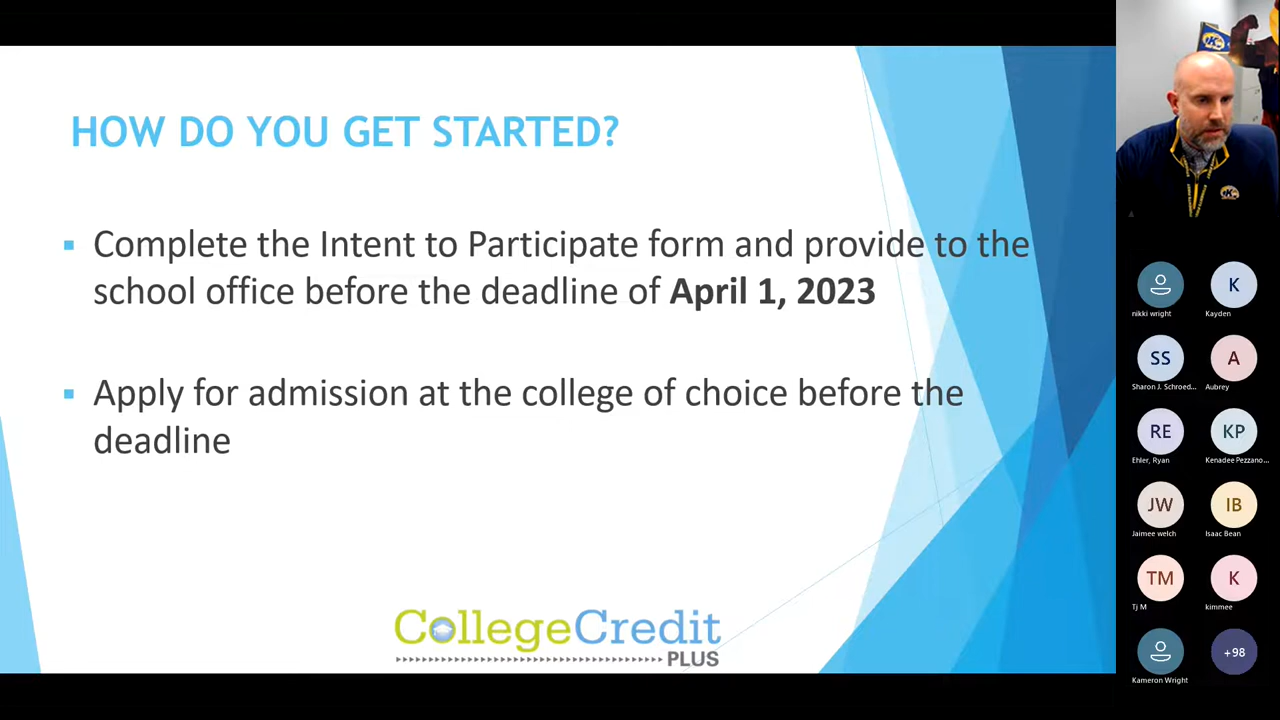 HOW DO YOU GET STARTED?
Complete the Intent to Participate form and provide to the
school office before the deadline of April 1, 2023
Apply for admission at the college of choice before the
deadline
CollegeCredit
PLUS
K
nikki wright
Kayden
SS
A
Sharon J. Schroed...
Aubrey
RE
KP
Ehler, Ryan
Kenadee Pezzano...
JW
IB
Jaimee welch
Isaac Bean
TM
K
Tj M
kimmee
+98
Kameron Wright